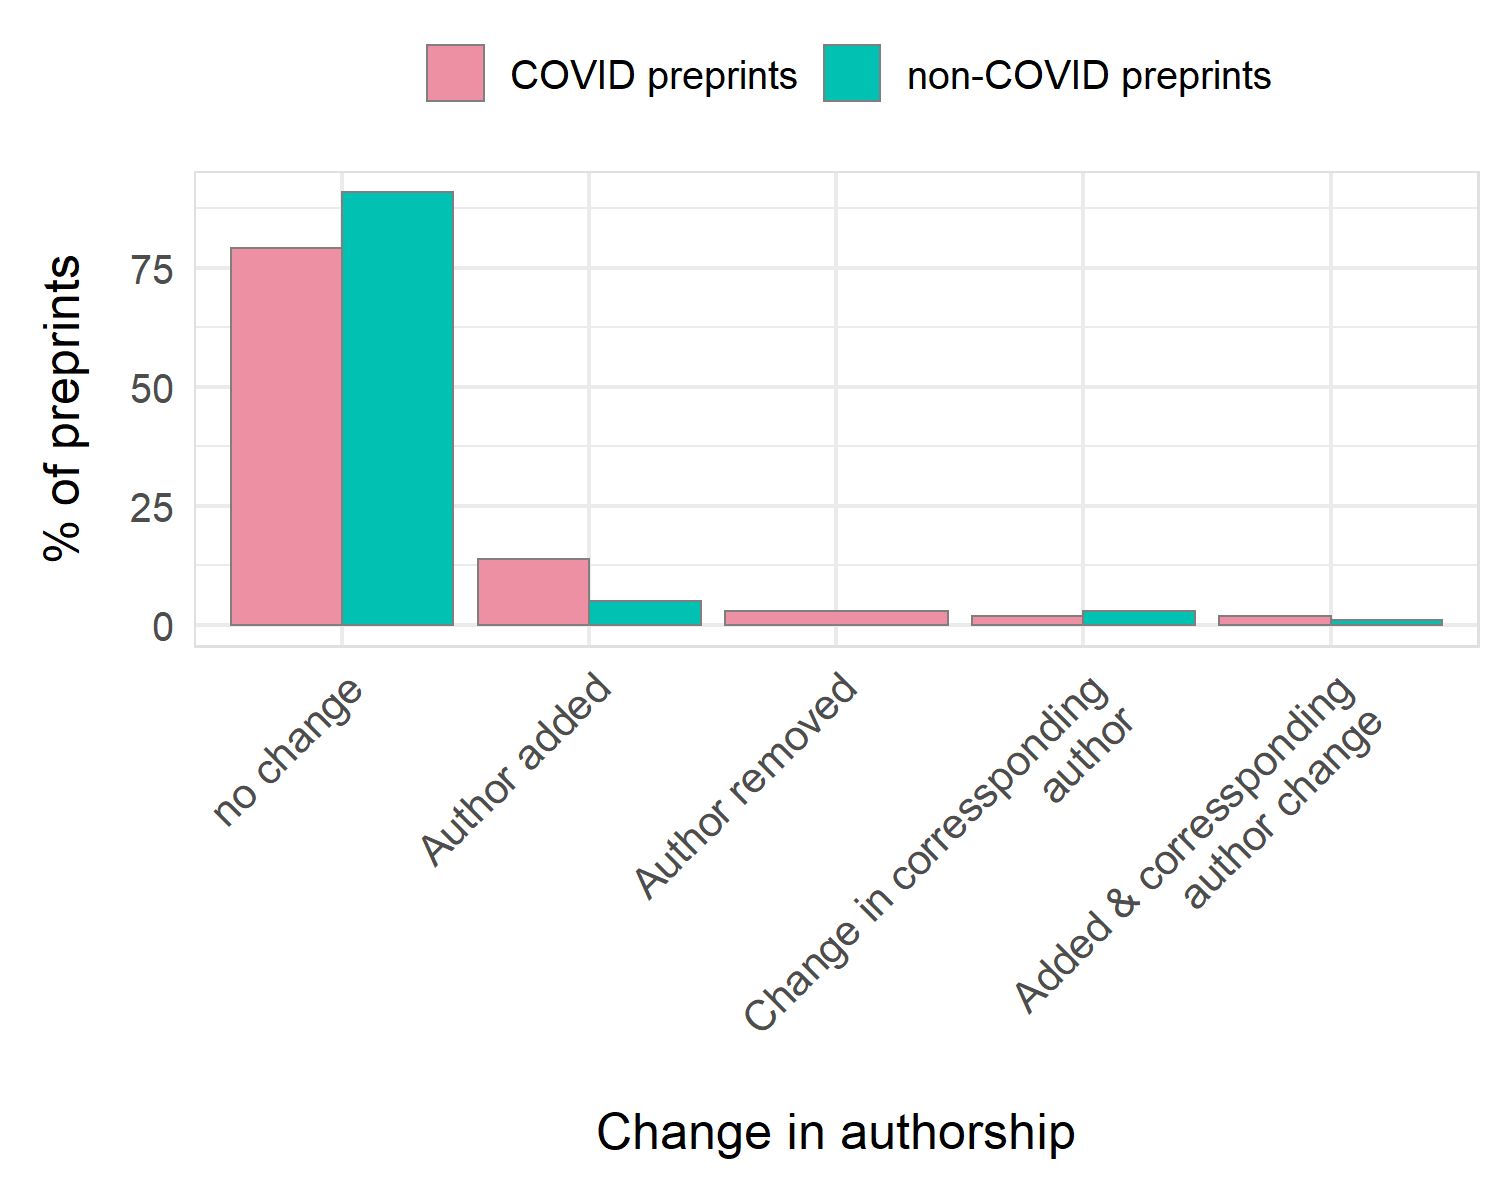 COVID preprints
non-COVID preprints
% of preprints
75
50
25
0
no change
Author added
Author removed
Change in corressponding
author
Added & corressponding
author change
Change in authorship